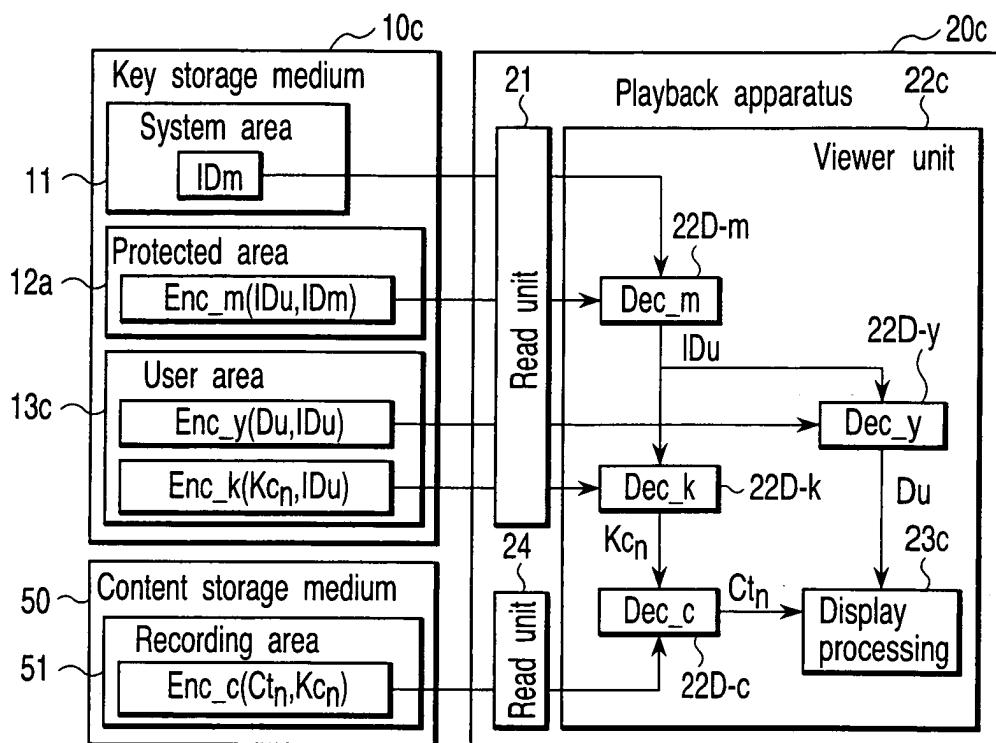 10c
Key storage medium
System area
IDm
11
Protected area
12a
Enc_m(IDu,IDm)
User area
13c
Enc_y(Du,IDu)
Enc_k(Kcn,IDu)
50
Content storage medium
51
Recording area
Enc_c(Ctn,Kcn)
20c
Playback apparatus
21
Read unit
22c
Viewer unit
22D-m
Dec_m
IDu
22D-y
Dec_y
Dec_k
22D-k
Du
Kcn
23c
24
Read unit
Dec_c
Ctn
22D-c
Display
processing